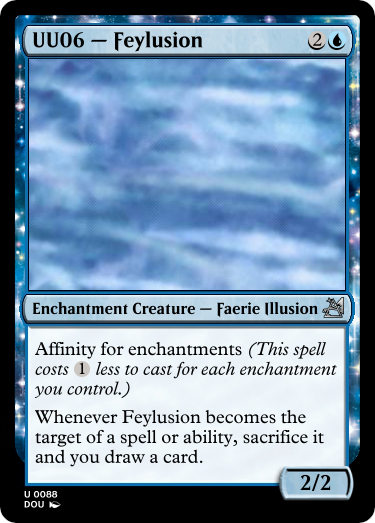 UU06 — Feylusion 2
Enchantment Creature — Faerie Illusion
Affinity for enchantments (This spell
costs 1 less to cast for each enchantment
you control.)
Whenever Feylusion becomes the
target of a spell or ability, sacrifice it
and you draw a card.
2/2
U 0088
DOU